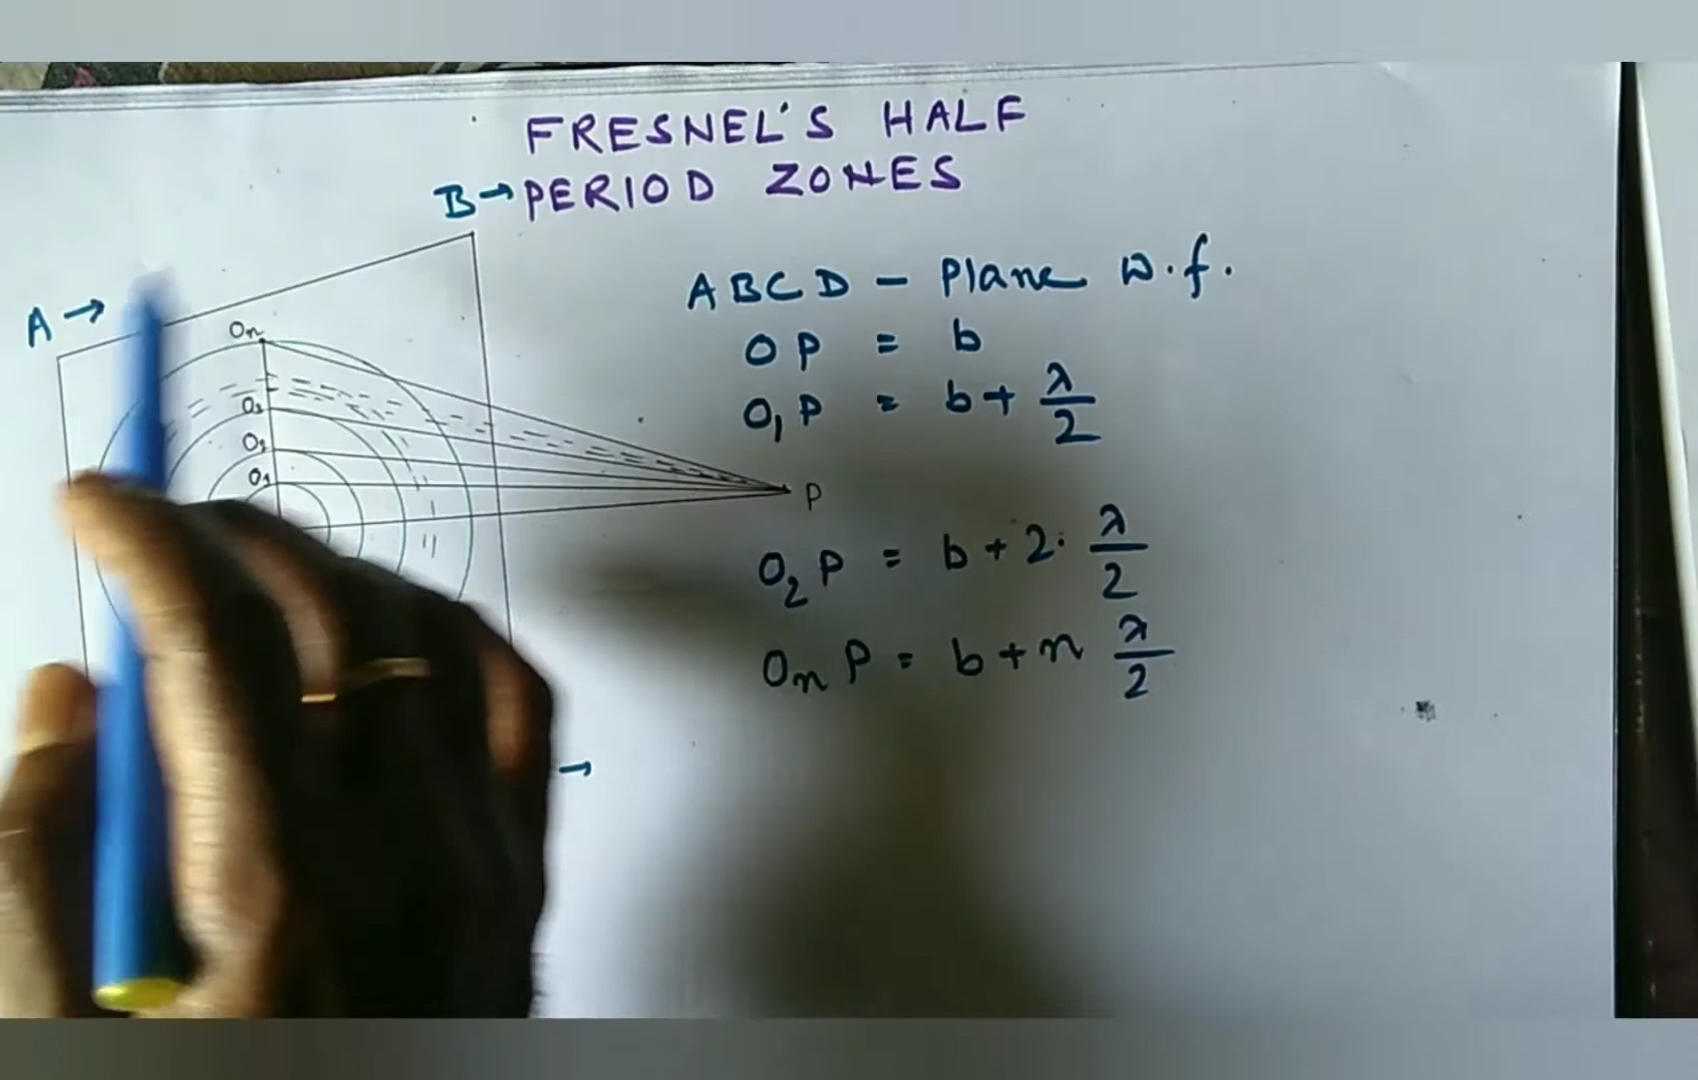 FRESNEL'S HALF
B → PERIOD ZONES
A →
ABCD - Plane w.f.
OP = b
O₁P = b + λ/2
O₂P = b + 2. λ/2
OₙP = b + n λ/2
Oₙ
O₃
O₂
O₁
P
→